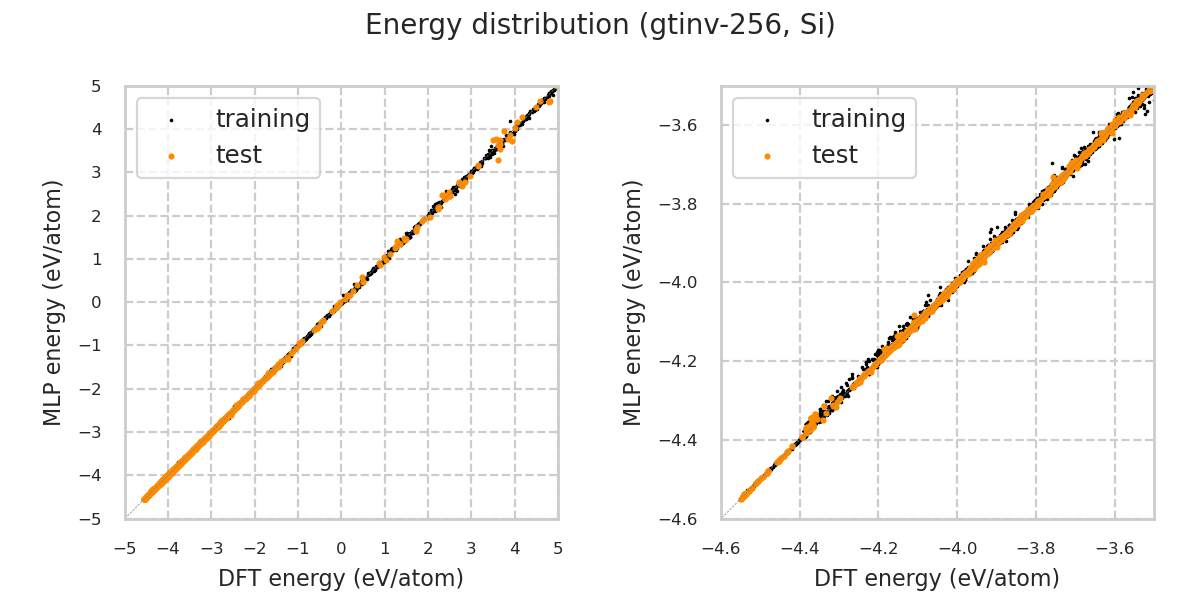 Energy distribution (gtinv-256, Si)
training
test
5
4
3
2
1
0
−1
−2
−3
−4
−5
−5 −4 −3 −2 −1 0 1 2 3 4 5
MLP energy (eV/atom)
DFT energy (eV/atom)
training
test
−3.6
−3.8
−4.0
−4.2
−4.4
−4.6
−4.6 −4.4 −4.2 −4.0 −3.8 −3.6
MLP energy (eV/atom)
DFT energy (eV/atom)